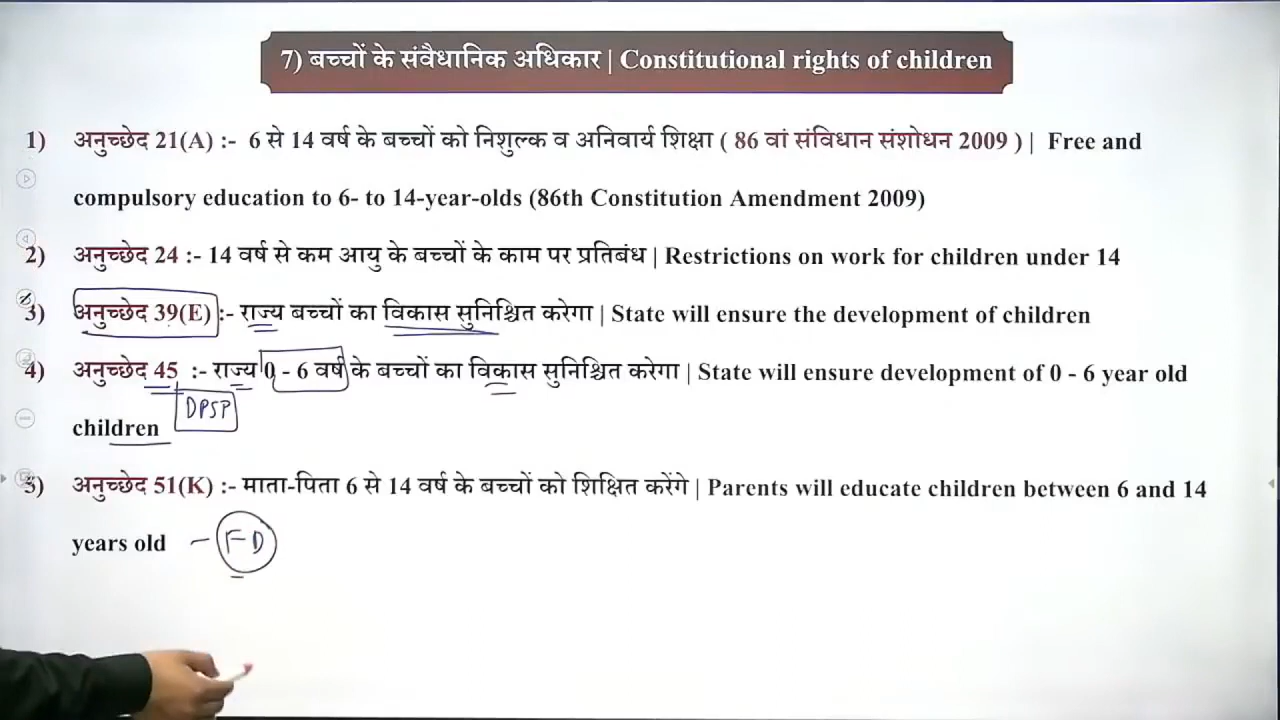 7) बच्चों के संवैधानिक अधिकार | Constitutional rights of children
1) अनुच्छेद 21(A) :- 6 से 14 वर्ष के बच्चों को निशुल्क व अनिवार्य शिक्षा ( 86 वां संविधान संशोधन 2009 ) | Free and
compulsory education to 6- to 14-year-olds (86th Constitution Amendment 2009)
2) अनुच्छेद 24 :- 14 वर्ष से कम आयु के बच्चों के काम पर प्रतिबंध | Restrictions on work for children under 14
3) अनुच्छेद 39(E) :- राज्य बच्चों का विकास सुनिश्चित करेगा | State will ensure the development of children
4) अनुच्छेद 45 :- राज्य 0 - 6 वर्ष के बच्चों का विकास सुनिश्चित करेगा | State will ensure development of 0 - 6 year old
DPSP
children
5) अनुच्छेद 51(K) :- माता-पिता 6 से 14 वर्ष के बच्चों को शिक्षित करेंगे | Parents will educate children between 6 and 14
years old – FD